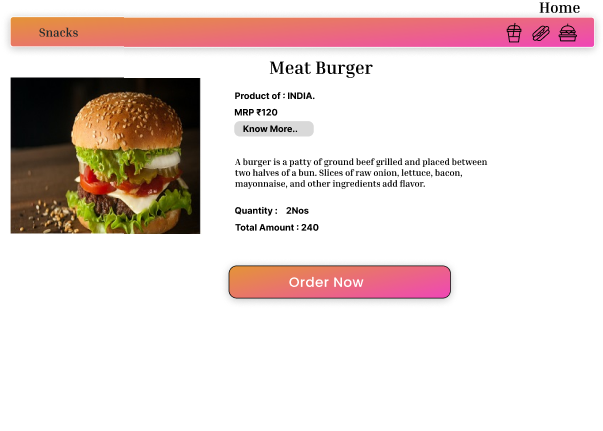 Home
Snacks
Meat Burger
Product of : INDIA.
MRP ₹120
Know More..
A burger is a patty of ground beef grilled and placed between
two halves of a bun. Slices of raw onion, lettuce, bacon,
mayonnaise, and other ingredients add flavor.
Quantity : 2Nos
Total Amount : 240
Order Now